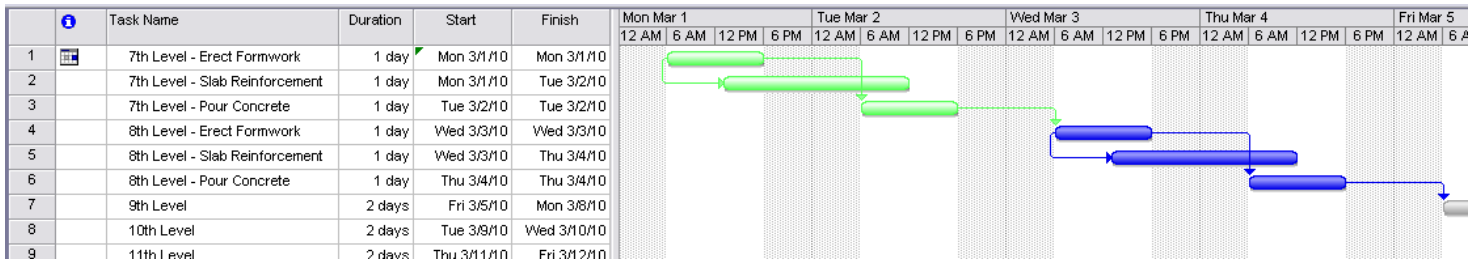 Task Name Duration Start Finish Mon Mar 1 Tue Mar 2 Wed Mar 3 Thu Mar 4 Fri Mar 5
12 AM 6 AM 12 PM 6 PM 12 AM 6 AM 12 PM 6 PM 12 AM 6 AM 12 PM 6 PM 12 AM 6 AM 12 PM 6 PM 12 AM 6 A
1 7th Level - Erect Formwork 1 day Mon 3/1/10 Mon 3/1/10
2 7th Level - Slab Reinforcement 1 day Mon 3/1/10 Tue 3/2/10
3 7th Level - Pour Concrete 1 day Tue 3/2/10 Tue 3/2/10
4 8th Level - Erect Formwork 1 day Wed 3/3/10 Wed 3/3/10
5 8th Level - Slab Reinforcement 1 day Wed 3/3/10 Thu 3/4/10
6 8th Level - Pour Concrete 1 day Thu 3/4/10 Thu 3/4/10
7 9th Level 2 days Fri 3/5/10 Mon 3/8/10
8 10th Level 2 days Tue 3/9/10 Wed 3/10/10
9 11th Level 2 days Thu 3/11/10 Fri 3/12/10